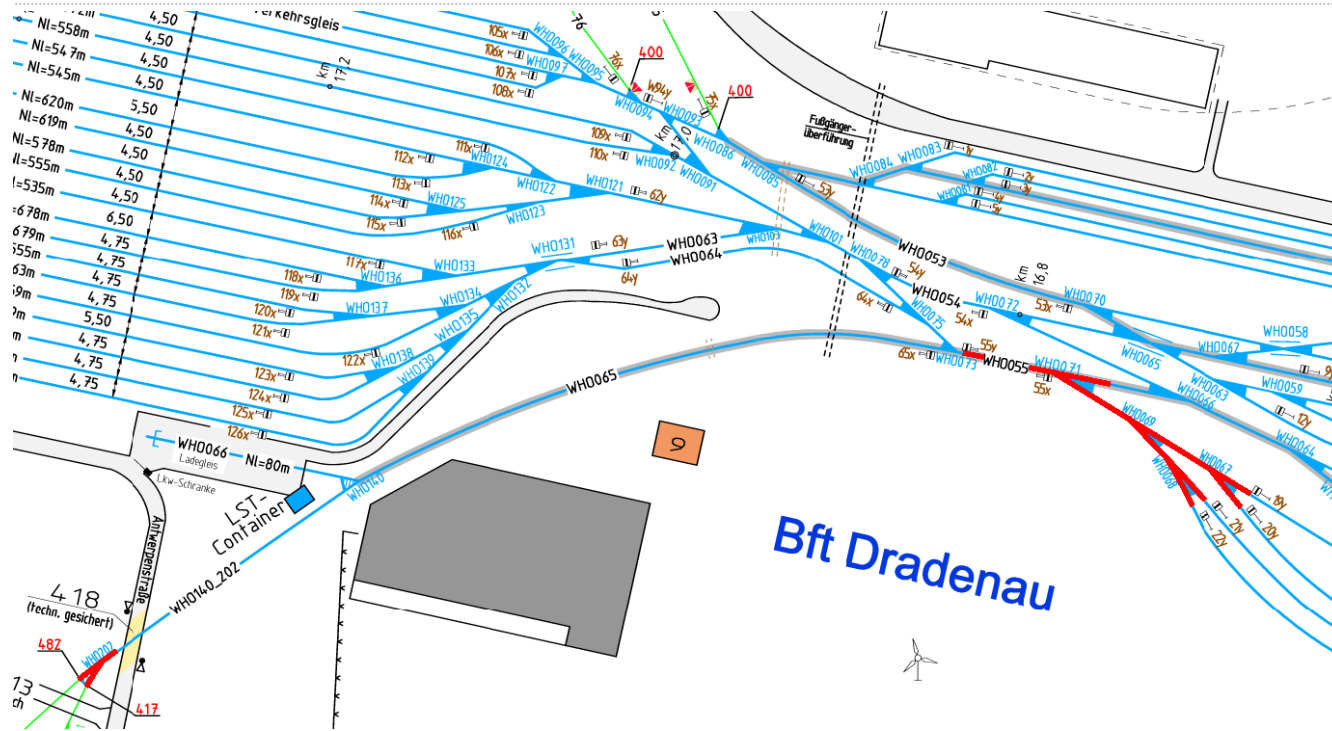 4,50
Nl=558m
4,50
Nl=547m
4,50
Nl=545m
4,50
Nl=620m
5,50
Nl=619m
4,50
Nl=578m
4,50
4,50
6,50
4,75
4,75
4,75
4,75
5,50
4,75
4,75
Verkehrsgleis
km
17.2
105x
106x
107x
108x
WH0096
WH0095
WH0097
76
76x
400
W94y
WH0094
WH0093
75x
400
109x
110x
km
17.0
WH0092
WH0091
WH0086
WH0085
Fußgänger-
überführung
WH0084
WH0083
1y
WH0082
2y
3y
WH0081
4y
5y
53y
111x
WH0124
112x
113x
WH0122
WH0121
62y
114x
WH0125
WH0123
115x
116x
WH0131
63y
WH0063
WH0064
64y
WH0103
WH0101
WH0078
54y
WH0053
117x
118x
WH0136
WH0133
119x
120x
WH0137
WH0134
WH0132
121x
WH0135
122x
WH0138
WH0139
123x
124x
125x
126x
64x
WH0075
WH0054
54x
WH0072
km
16.8
53x
WH0070
WH0058
WH0062
WH0065
WH0059
WH0063
12y
55y
65x
WH0073
WH0055
WH0071
55x
WH0066
WH0064
WH0069
WH0067
WH0068
19y
20y
21y
22y
WH0065
WH0066
Ladegleis
Nl=80m
Lkw-Schranke
WH0140
LST-
Container
9
Antwerpenstraße
WH0140_202
418
(techn. gesichert)
482
WH0202
417
13
Bft Dradenau